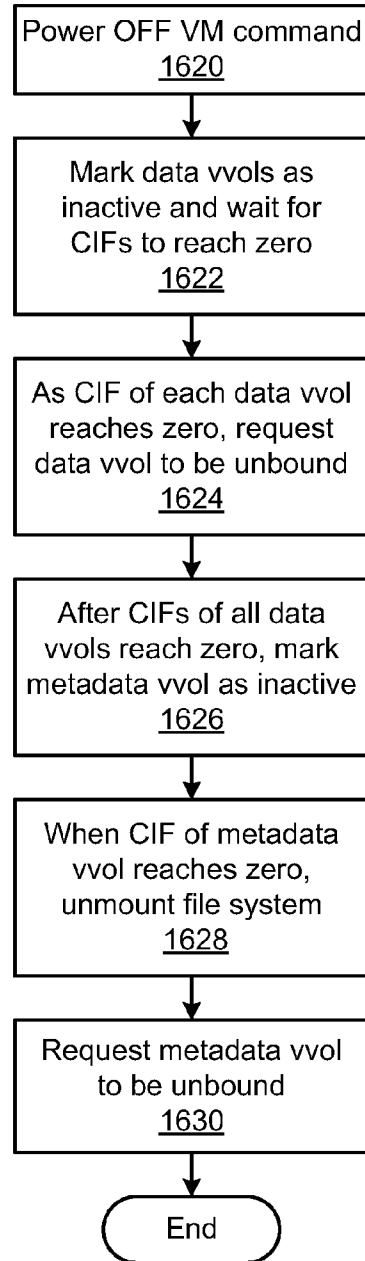 Power OFF VM command
1620
Mark data vvols as
inactive and wait for
CIFs to reach zero
1622
As CIF of each data vvol
reaches zero, request
data vvol to be unbound
1624
After CIFs of all data
vvols reach zero, mark
metadata vvol as inactive
1626
When CIF of metadata
vvol reaches zero,
unmount file system
1628
Request metadata vvol
to be unbound
1630
End